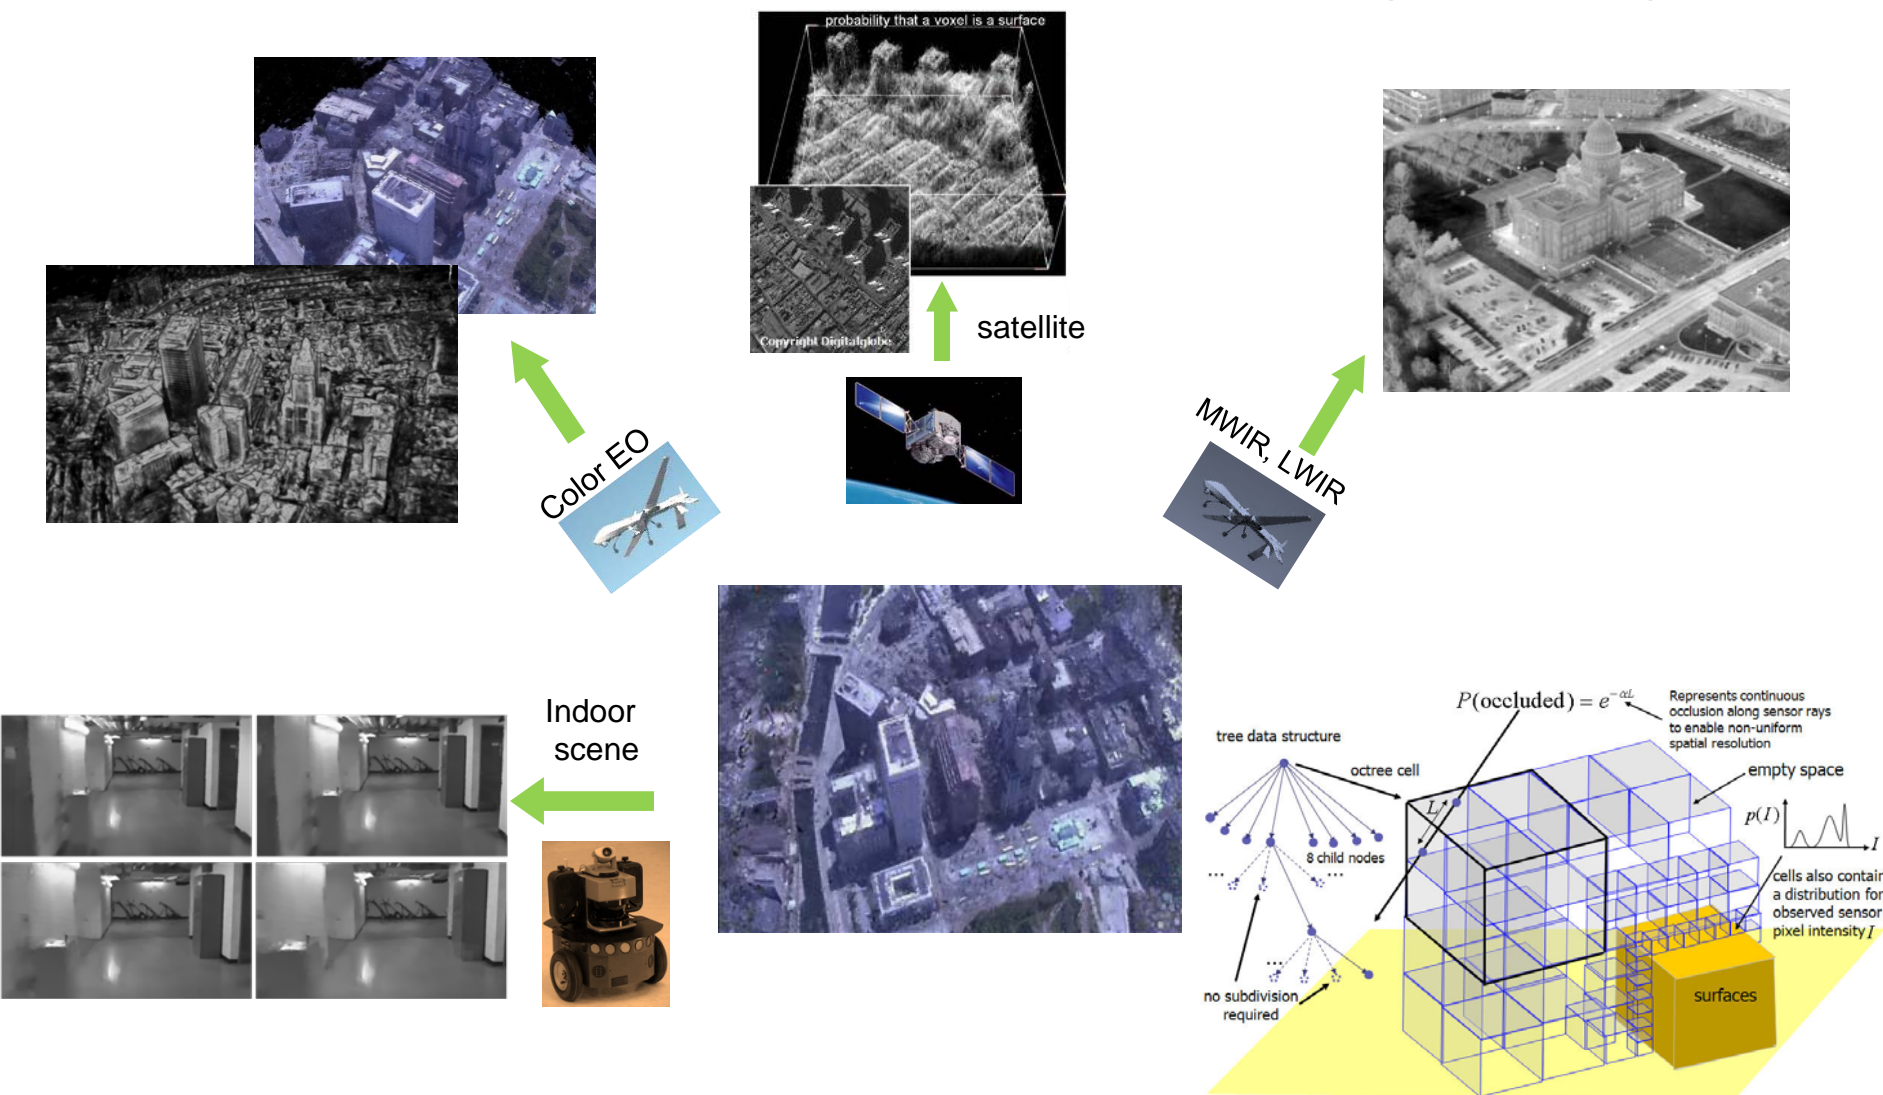 probability that a voxel is a surface
Copyright Digitalglobe
satellite
Color EO
MWIR, LWIR
Indoor
scene
P(occluded) = e^{-αL}
Represents continuous
occlusion along sensor rays
to enable non-uniform
spatial resolution
tree data structure
octree cell
empty space
L
p(I)
I
8 child nodes
...
...
cells also contain
a distribution for
observed sensor
pixel intensity I
...
no subdivision
required
surfaces